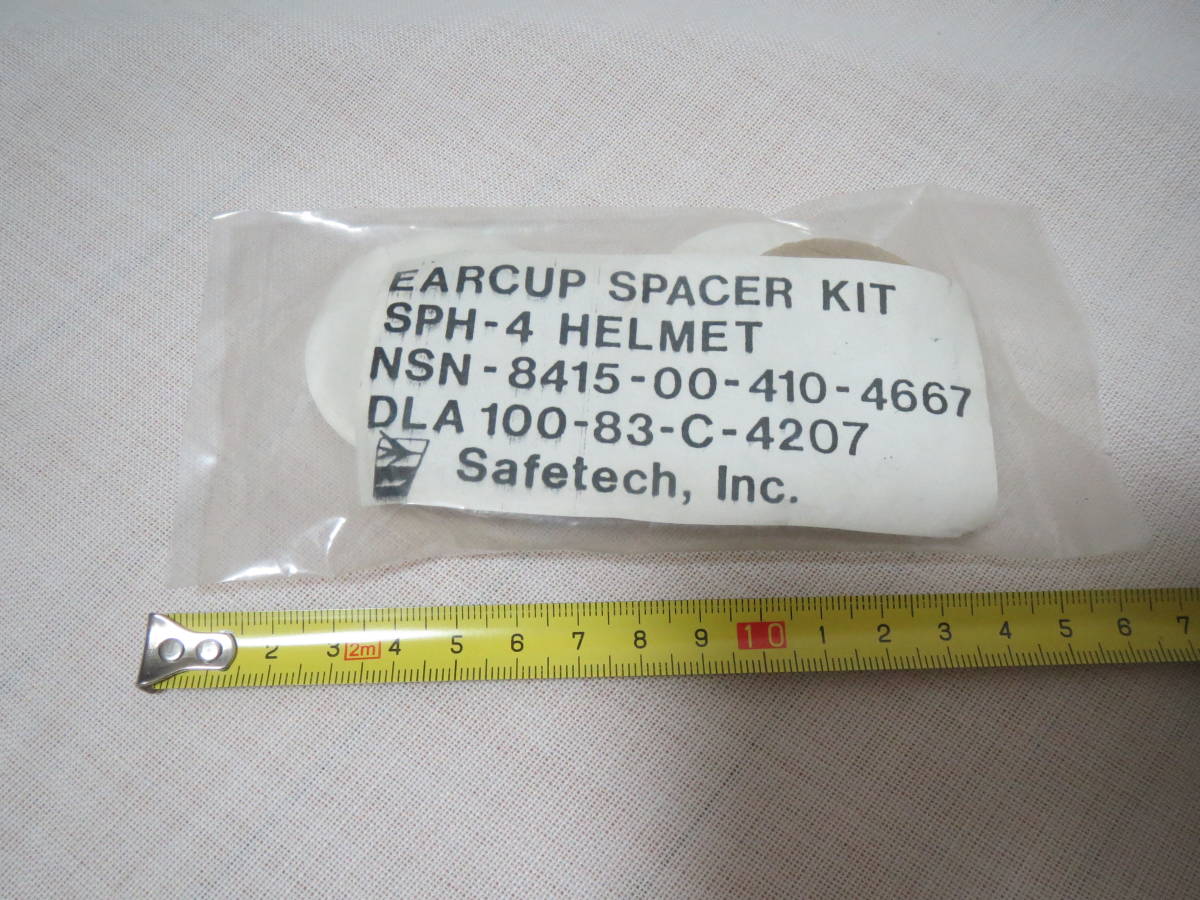 EARCUP SPACER KIT
SPH-4 HELMET
NSN-8415-00-410-4667
DLA 100-83-C-4207
Safetech, Inc.
2 3 2m 4 5 6 7 8 9 10 1 2 3 4 5 6 7